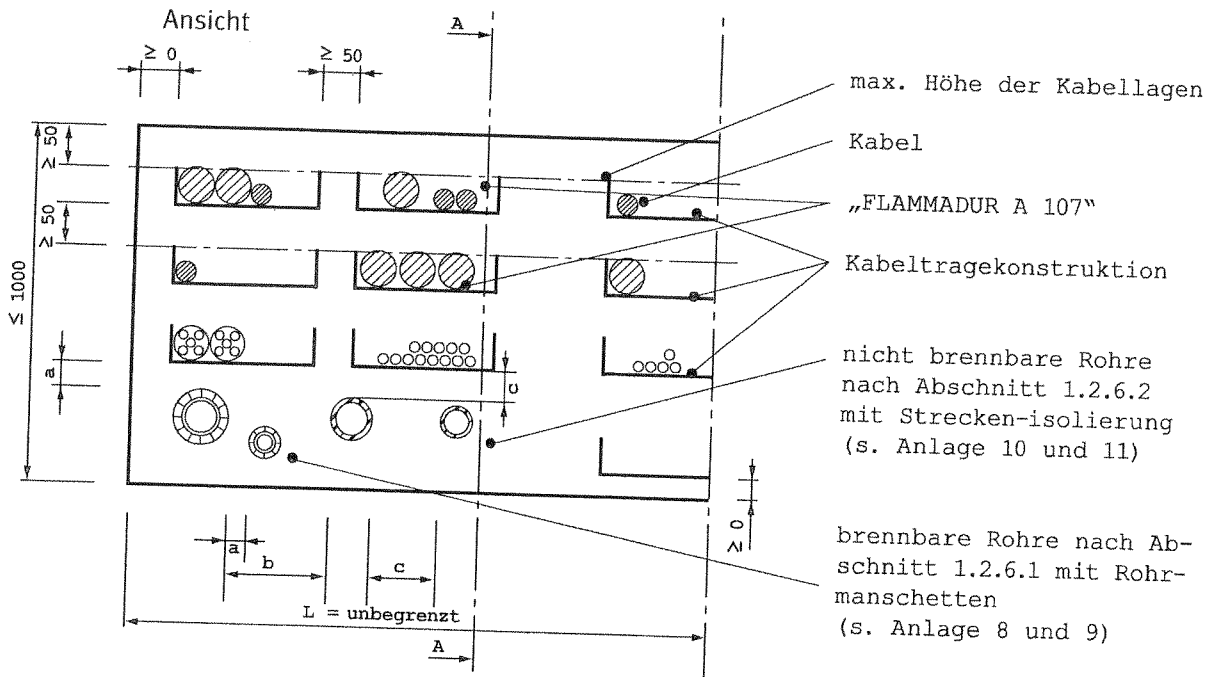 Ansicht
A
≥ 0
≥ 50
max. Höhe der Kabellagen
≥ 50
Kabel
≥ 50
„FLAMMADUR A 107“
Kabeltragekonstruktion
≤ 1000
nicht brennbare Rohre
nach Abschnitt 1.2.6.2
mit Strecken-isolierung
(s. Anlage 10 und 11)
a
c
≥ 0
brennbare Rohre nach Ab-
schnitt 1.2.6.1 mit Rohr-
manschetten
(s. Anlage 8 und 9)
a
b
c
L = unbegrenzt
A